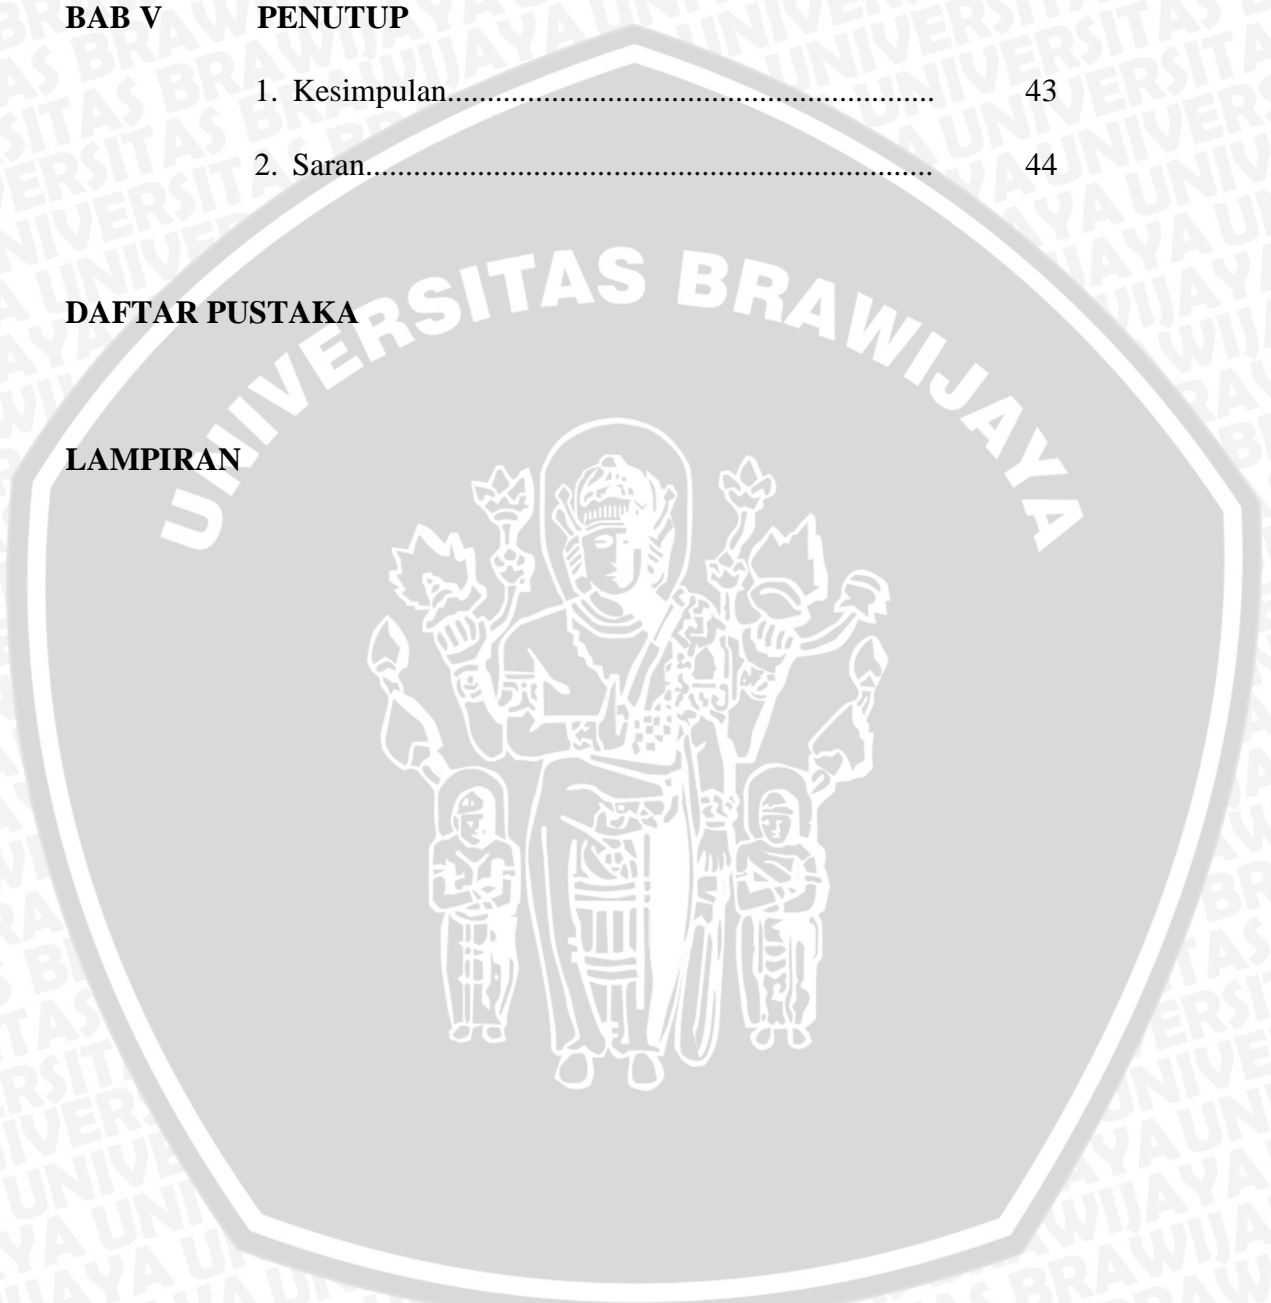 BAB V PENUTUP
1. Kesimpulan............................................................. 43
2. Saran....................................................................... 44
UNIVERSITAS BRAWIJAYA
DAFTAR PUSTAKA
LAMPIRAN